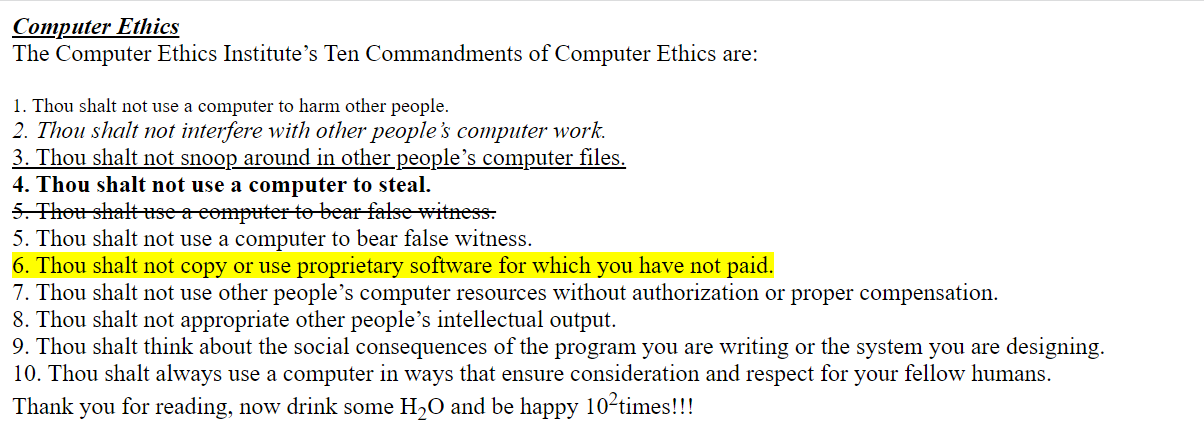 Computer Ethics
The Computer Ethics Institute’s Ten Commandments of Computer Ethics are:
1. Thou shalt not use a computer to harm other people.
2. Thou shalt not interfere with other people’s computer work.
3. Thou shalt not snoop around in other people’s computer files.
4. Thou shalt not use a computer to steal.
5. Thou shalt use a computer to bear false witness.
5. Thou shalt not use a computer to bear false witness.
6. Thou shalt not copy or use proprietary software for which you have not paid.
7. Thou shalt not use other people’s computer resources without authorization or proper compensation.
8. Thou shalt not appropriate other people’s intellectual output.
9. Thou shalt think about the social consequences of the program you are writing or the system you are designing.
10. Thou shalt always use a computer in ways that ensure consideration and respect for your fellow humans.
Thank you for reading, now drink some H₂O and be happy 10²times!!!